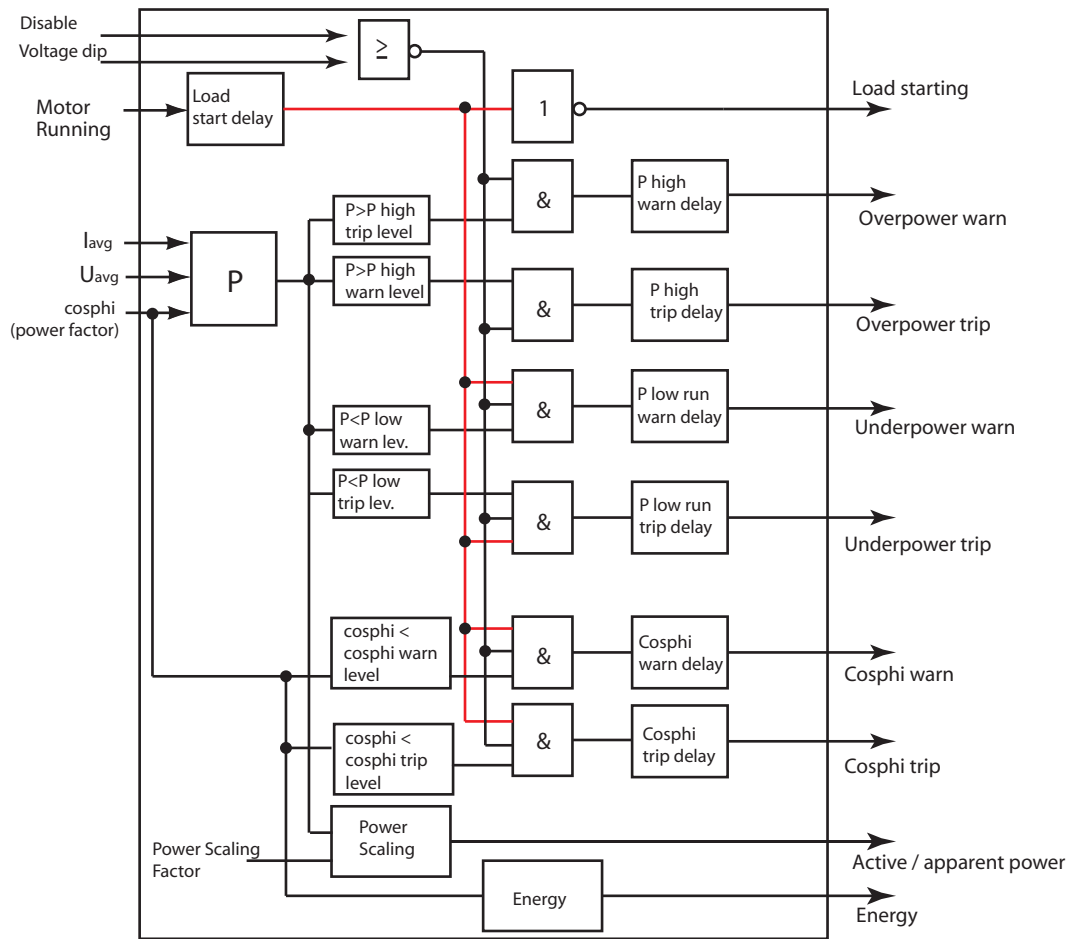 Disable
Voltage dip
≥
Load
start delay
Motor
Running
1
Load starting
P>P high
trip level
&
P high
warn delay
Overpower warn
Iavg
Uavg
cosphi
(power factor)
P
P>P high
warn level
&
P high
trip delay
Overpower trip
P<P low
warn lev.
&
P low run
warn delay
Underpower warn
P<P low
trip lev.
&
P low run
trip delay
Underpower trip
cosphi <
cosphi warn
level
&
Cosphi
warn delay
Cosphi warn
cosphi <
cosphi trip
level
&
Cosphi
trip delay
Cosphi trip
Power Scaling
Factor
Power
Scaling
Active / apparent power
Energy
Energy